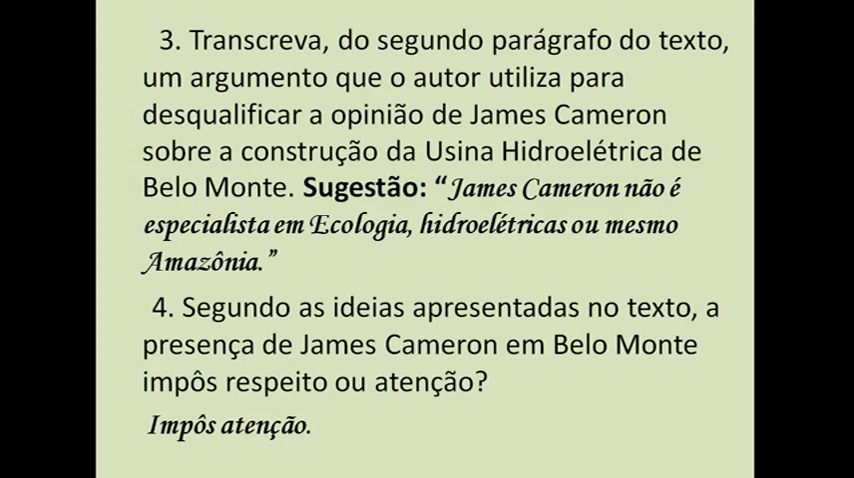 3. Transcreva, do segundo parágrafo do texto,
um argumento que o autor utiliza para
desqualificar a opinião de James Cameron
sobre a construção da Usina Hidroelétrica de
Belo Monte. Sugestão: “James Cameron não é
especialista em Ecologia, hidroelétricas ou mesmo
Amazônia.”
4. Segundo as ideias apresentadas no texto, a
presença de James Cameron em Belo Monte
impôs respeito ou atenção?
Impôs atenção.